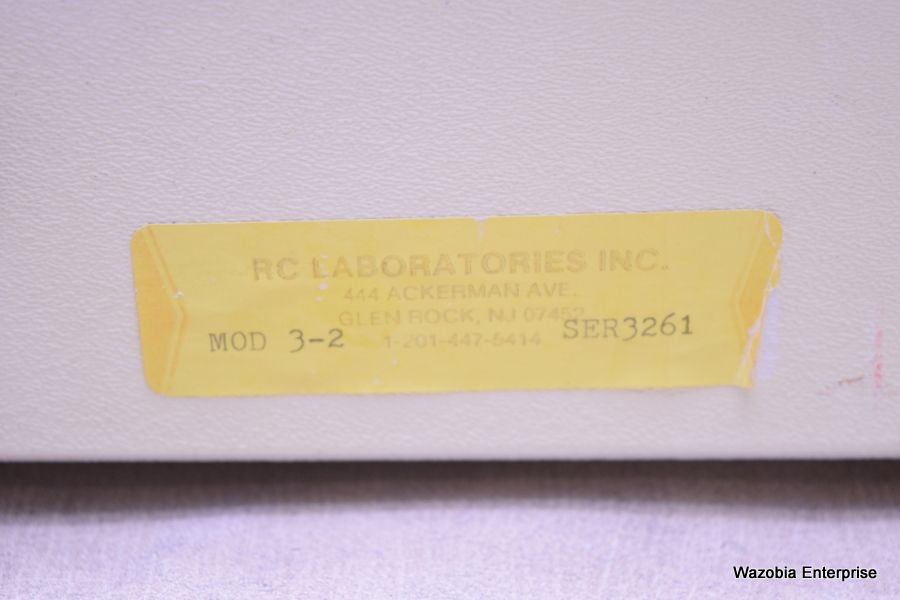 RC LABORATORIES INC.
444 ACKERMAN AVE.
GLEN ROCK, NJ 07452
MOD 3-2 1-201-447-5414 SER3261
Wazobia Enterprise